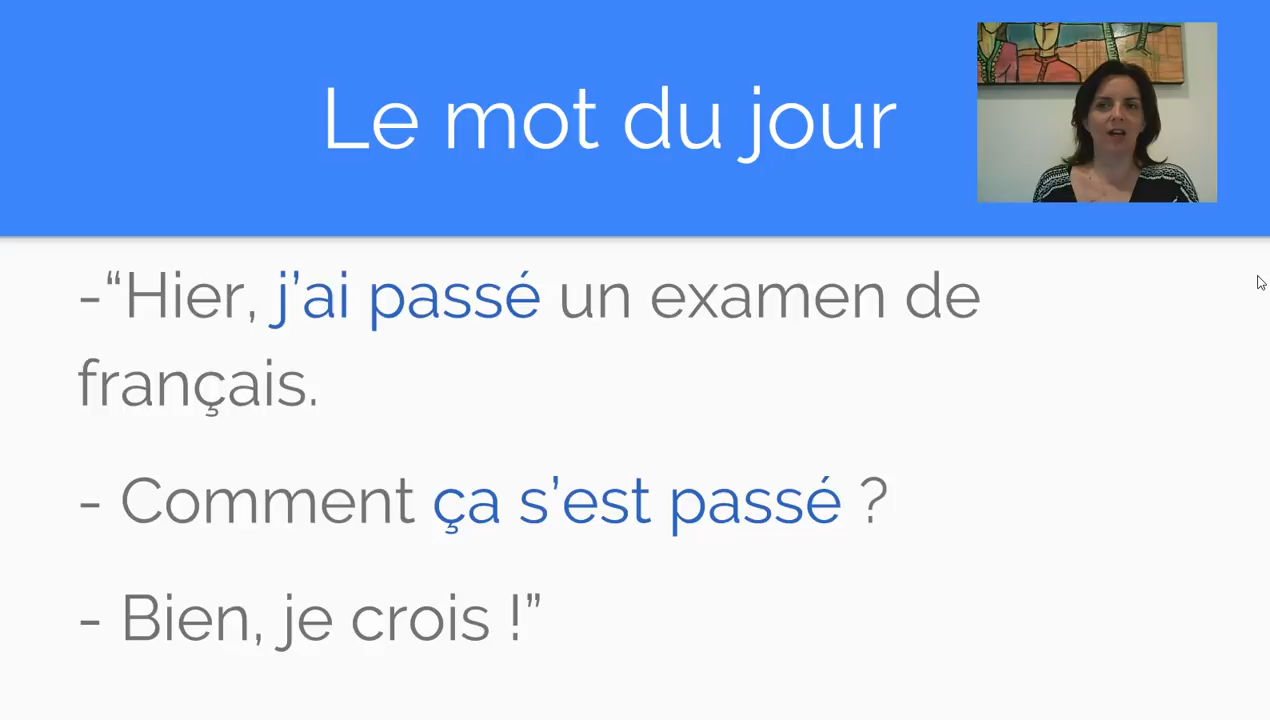 Le mot du jour
-“Hier, j’ai passé un examen de
français.
- Comment ça s’est passé ?
- Bien, je crois !”